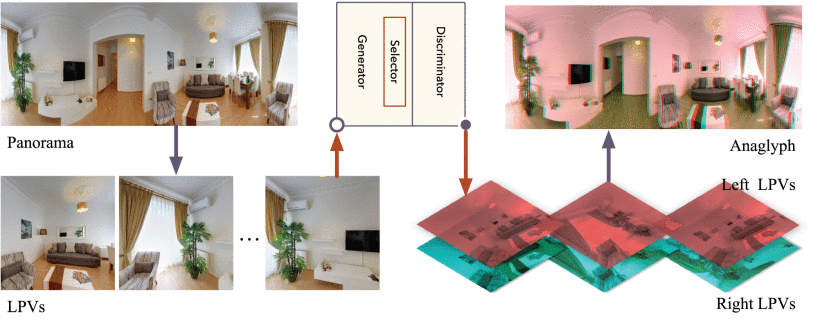 Panorama
LPVs
Generator
Selector
Discriminator
Anaglyph
Left LPVs
Right LPVs